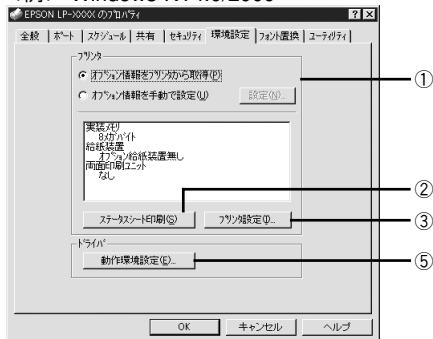 EPSON LP-XXXX のプロパティ
全般
ポート
スケジュール
共有
セキュリティ
環境設定
フォント置換
ユーティリティ
プリンタ
オプション情報をプリンタから取得(P)
①
オプション情報を手動で設定(U)
設定(N)...
実装メモリ
8メガバイト
給紙装置
オプション給紙装置無し
両面印刷ユニット
なし
②
ステータスシート印刷(S)
プリンタ設定(I)...
③
ドライバ
動作環境設定(E)...
⑤
OK
キャンセル
ヘルプ